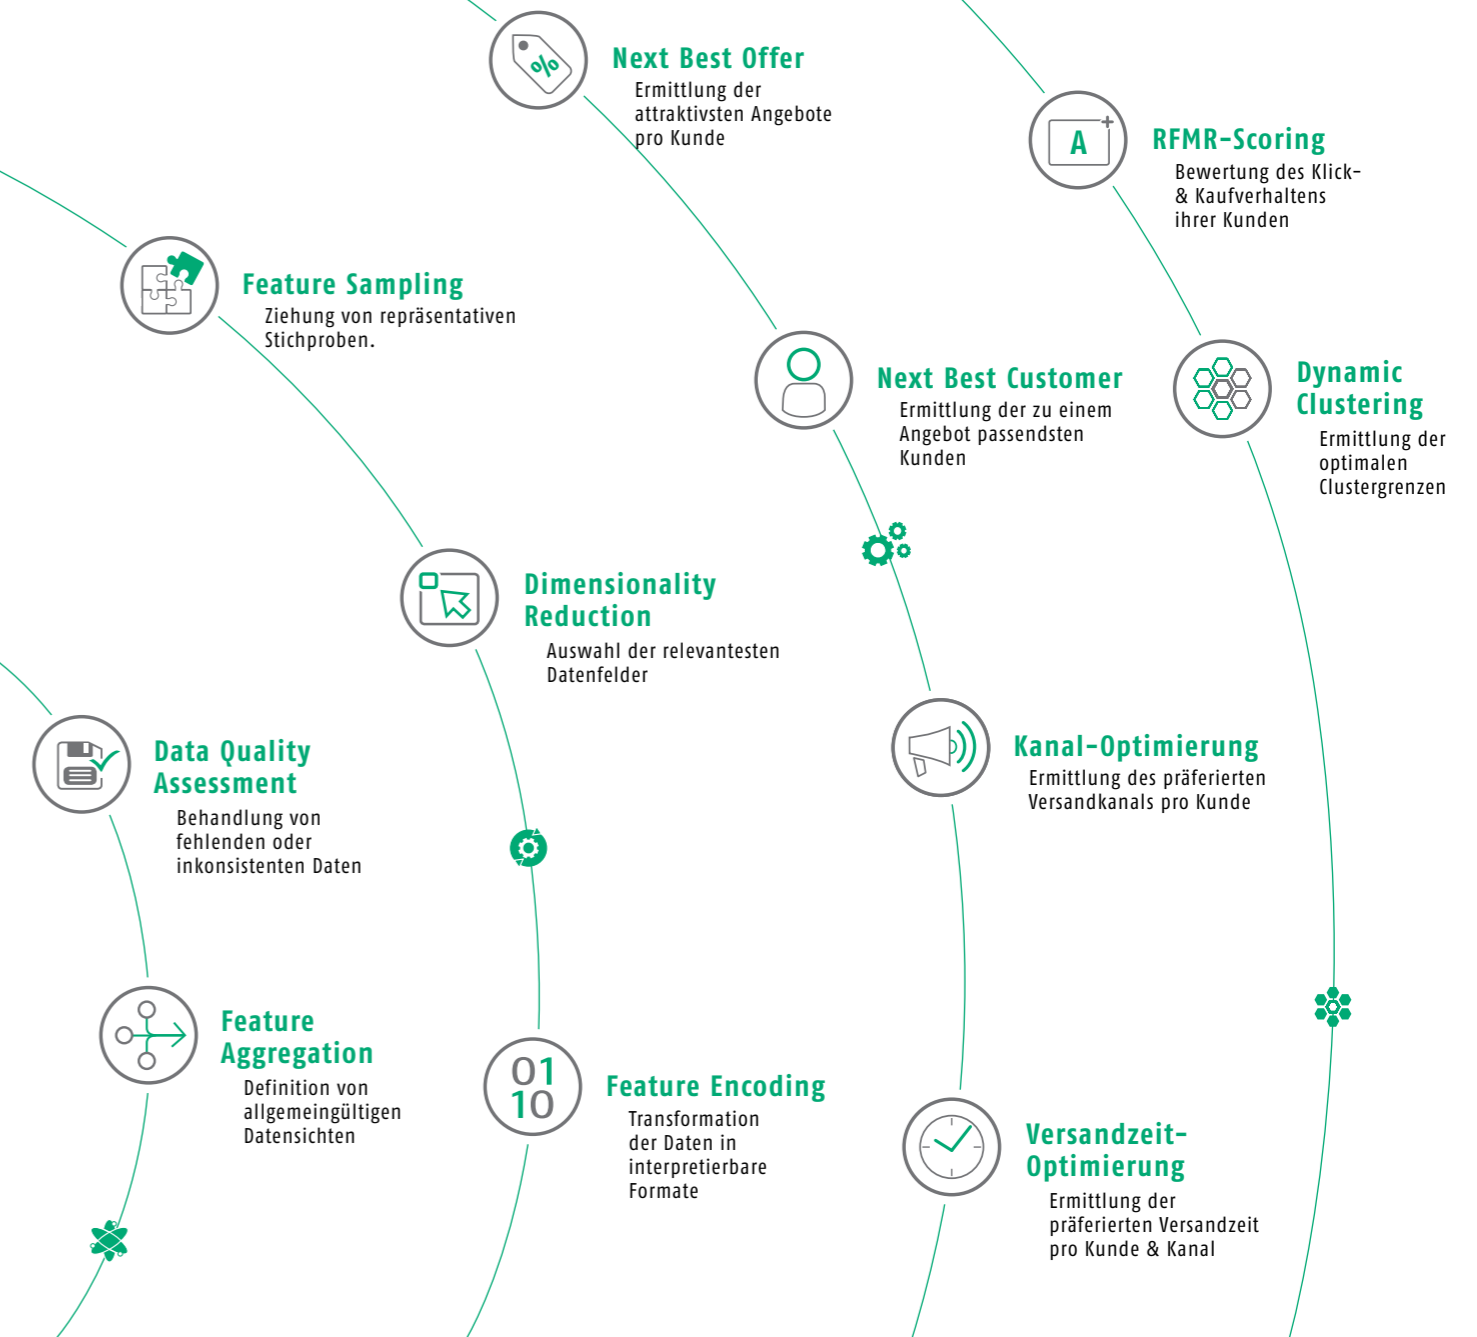 Next Best Offer
Ermittlung der
attraktivsten Angebote
pro Kunde
%
A+
RFMR-Scoring
Bewertung des Klick-
& Kaufverhaltens
ihrer Kunden
Feature Sampling
Ziehung von repräsentativen
Stichproben.
Next Best Customer
Ermittlung der zu einem
Angebot passendsten
Kunden
Dynamic
Clustering
Ermittlung der
optimalen
Clustergrenzen
Dimensionality
Reduction
Auswahl der relevantesten
Datenfelder
Data Quality
Assessment
Behandlung von
fehlenden oder
inkonsistenten Daten
Kanal-Optimierung
Ermittlung des präferierten
Versandkanals pro Kunde
Feature
Aggregation
Definition von
allgemeingültigen
Datensichten
01
10
Feature Encoding
Transformation
der Daten in
interpretierbare
Formate
Versandzeit-
Optimierung
Ermittlung der
präferierten Versandzeit
pro Kunde & Kanal